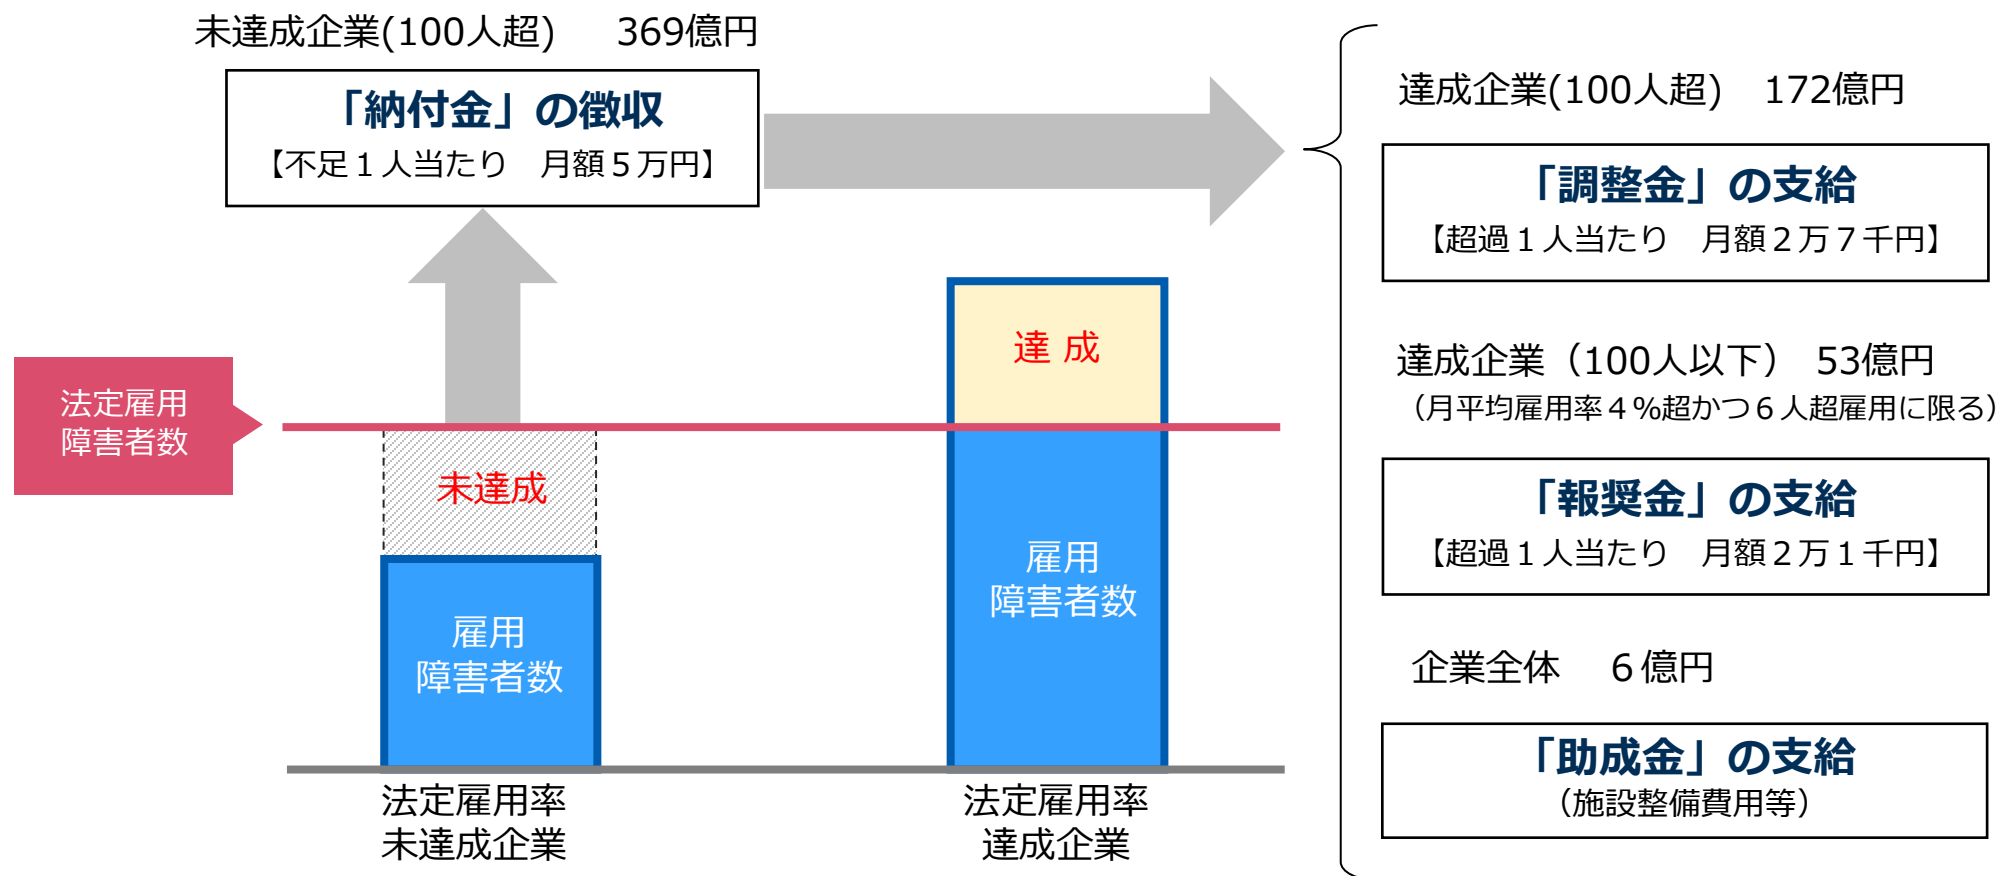 未達成企業(100人超)　369億円
「納付金」の徴収
【不足１人当たり　月額５万円】
達成企業(100人超)　172億円
「調整金」の支給
【超過１人当たり　月額２万７千円】
達成企業（100人以下）　53億円
（月平均雇用率４％超かつ６人超雇用に限る）
「報奨金」の支給
【超過１人当たり　月額２万１千円】
企業全体　６億円
「助成金」の支給
（施設整備費用等）
法定雇用
障害者数
未達成
雇用
障害者数
達 成
雇用
障害者数
法定雇用率
未達成企業
法定雇用率
達成企業